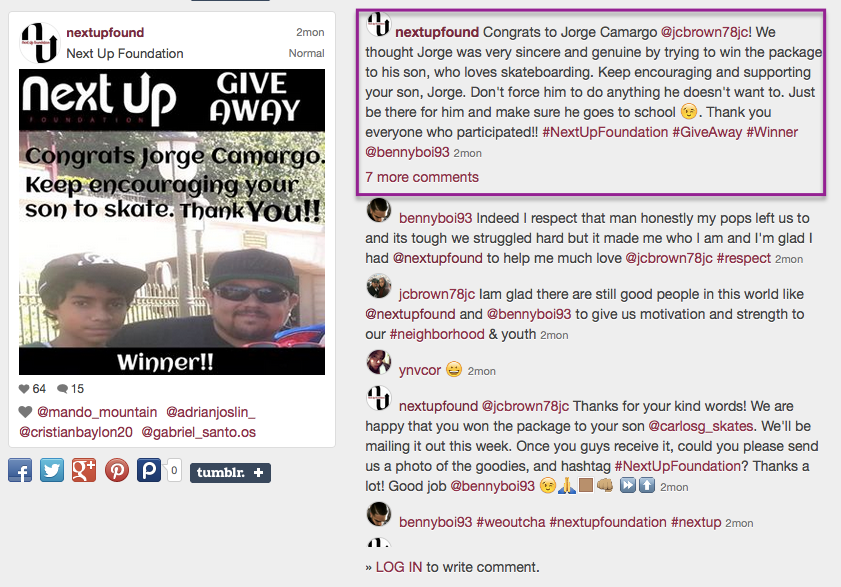 nextupfound
2mon
Next Up Foundation
Normal
Next Up
FOUNDATION
GIVE
AWAY
Congrats Jorge Camargo.
Keep encouraging your
son to skate. Thank You!!
Winner!!
64 15
@mando_mountain @adrianjoslin_
@cristianbaylon20 @gabriel_santo.os
0
tumblr. +
nextupfound Congrats to Jorge Camargo @jcbrown78jc! We
thought Jorge was very sincere and genuine by trying to win the package
to his son, who loves skateboarding. Keep encouraging and supporting
your son, Jorge. Don't force him to do anything he doesn't want to. Just
be there for him and make sure he goes to school 😉. Thank you
everyone who participated!! #NextUpFoundation #GiveAway #Winner
@bennyboi93 2mon
7 more comments
bennyboi93 Indeed I respect that man honestly my pops left us to
and its tough we struggled hard but it made me who I am and I'm glad I
had @nextupfound to help me much love @jcbrown78jc #respect 2mon
jcbrown78jc Iam glad there are still good people in this world like
@nextupfound and @bennyboi93 to give us motivation and strength to
our #neighborhood & youth 2mon
ynvcor 😄 2mon
nextupfound @jcbrown78jc Thanks for your kind words! We are
happy that you won the package to your son @carlosg_skates. We'll be
mailing it out this week. Once you guys receive it, could you please send
us a photo of the goodies, and hashtag #NextUpFoundation? Thanks a
lot! Good job @bennyboi93 😉🙏🏽👊🏽 ⏩⬆ 2mon
bennyboi93 #weoutcha #nextupfoundation #nextup 2mon
» LOG IN to write comment.